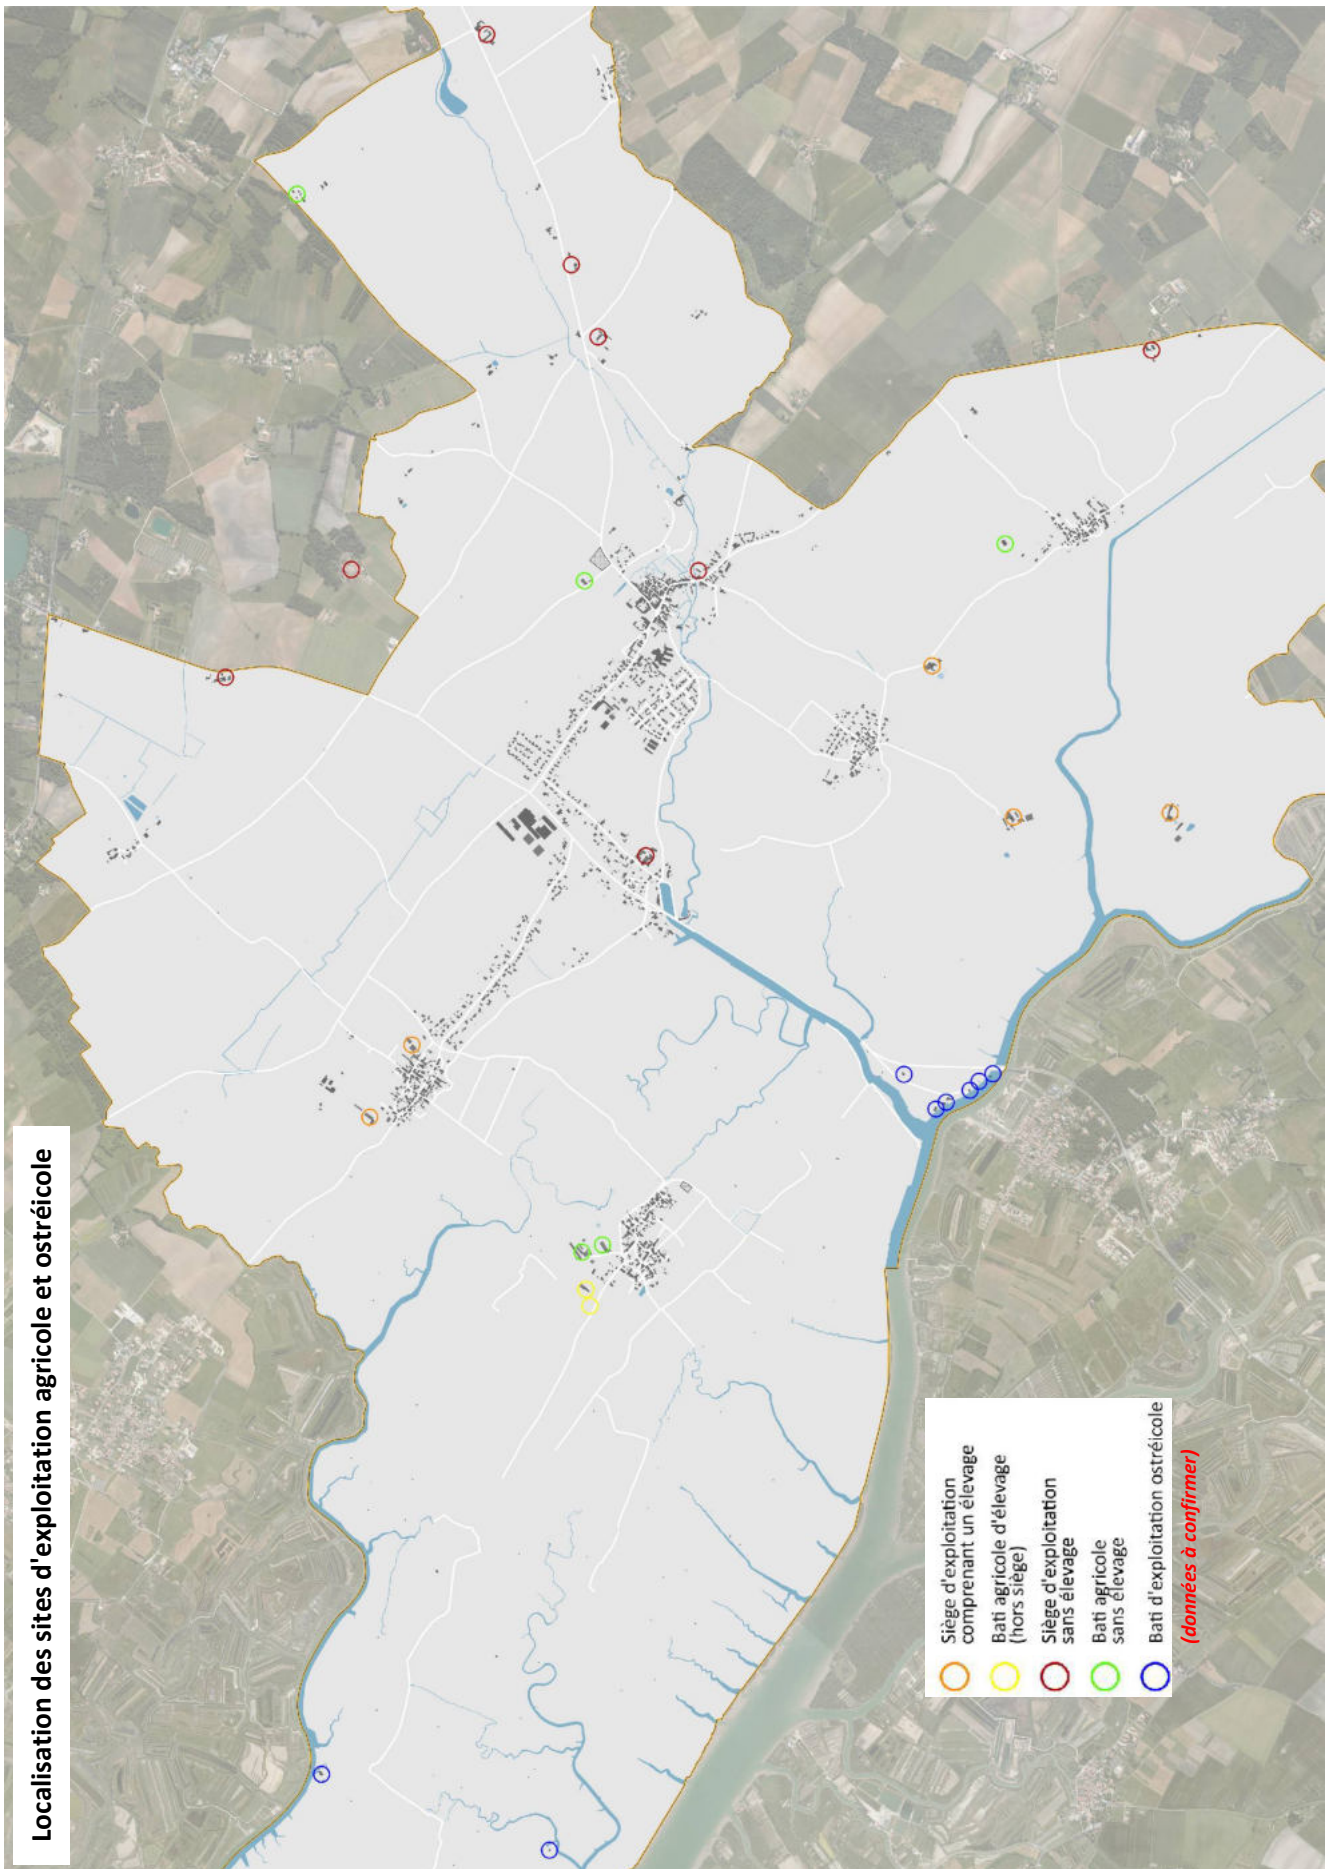 Localisation des sites d'exploitation agricole et ostréicole
Siège d'exploitation
comprenant un élevage
Bati agricole d'élevage
(hors siège)
Siège d'exploitation
sans élevage
Bati agricole
sans élevage
Bati d'exploitation ostréicole
(données à confirmer)